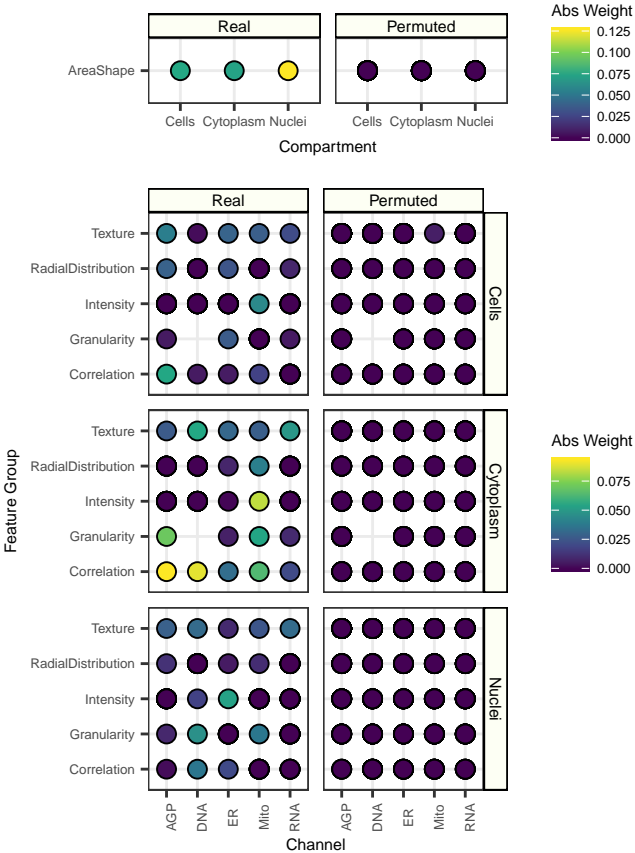 Real Permuted
AreaShape
Cells Cytoplasm Nuclei Cells Cytoplasm Nuclei
Compartment
Abs Weight
0.125
0.100
0.075
0.050
0.025
0.000
Real Permuted
Feature Group
Texture
RadialDistribution
Intensity
Granularity
Correlation
Cells
Texture
RadialDistribution
Intensity
Granularity
Correlation
Cytoplasm
Texture
RadialDistribution
Intensity
Granularity
Correlation
Nuclei
AGP DNA ER Mito RNA AGP DNA ER Mito RNA
Channel
Abs Weight
0.075
0.050
0.025
0.000